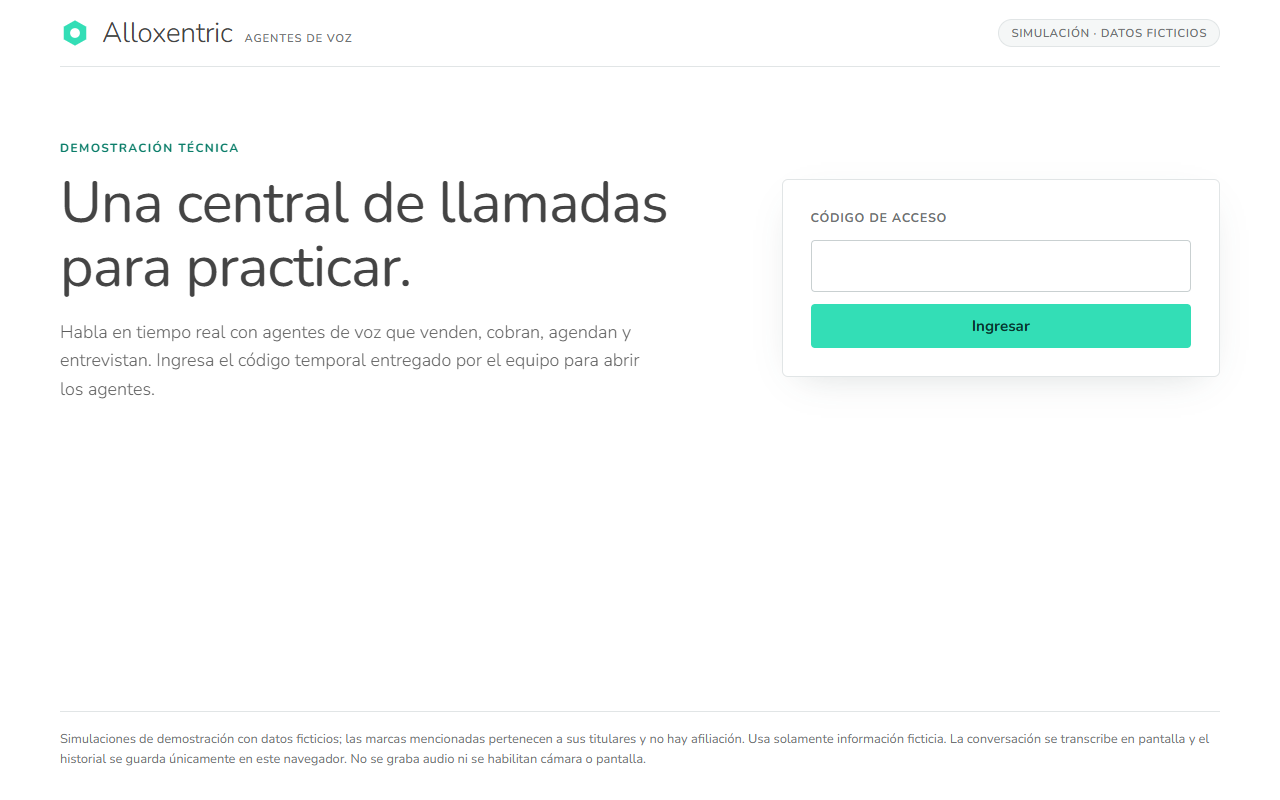 Alloxentric AGENTES DE VOZ
SIMULACIÓN · DATOS FICTICIOS
DEMOSTRACIÓN TÉCNICA
Una central de llamadas
para practicar.
Habla en tiempo real con agentes de voz que venden, cobran, agendan y
entrevistan. Ingresa el código temporal entregado por el equipo para abrir
los agentes.
CÓDIGO DE ACCESO
Ingresar
Simulaciones de demostración con datos ficticios; las marcas mencionadas pertenecen a sus titulares y no hay afiliación. Usa solamente información ficticia. La conversación se transcribe en pantalla y el
historial se guarda únicamente en este navegador. No se graba audio ni se habilitan cámara o pantalla.